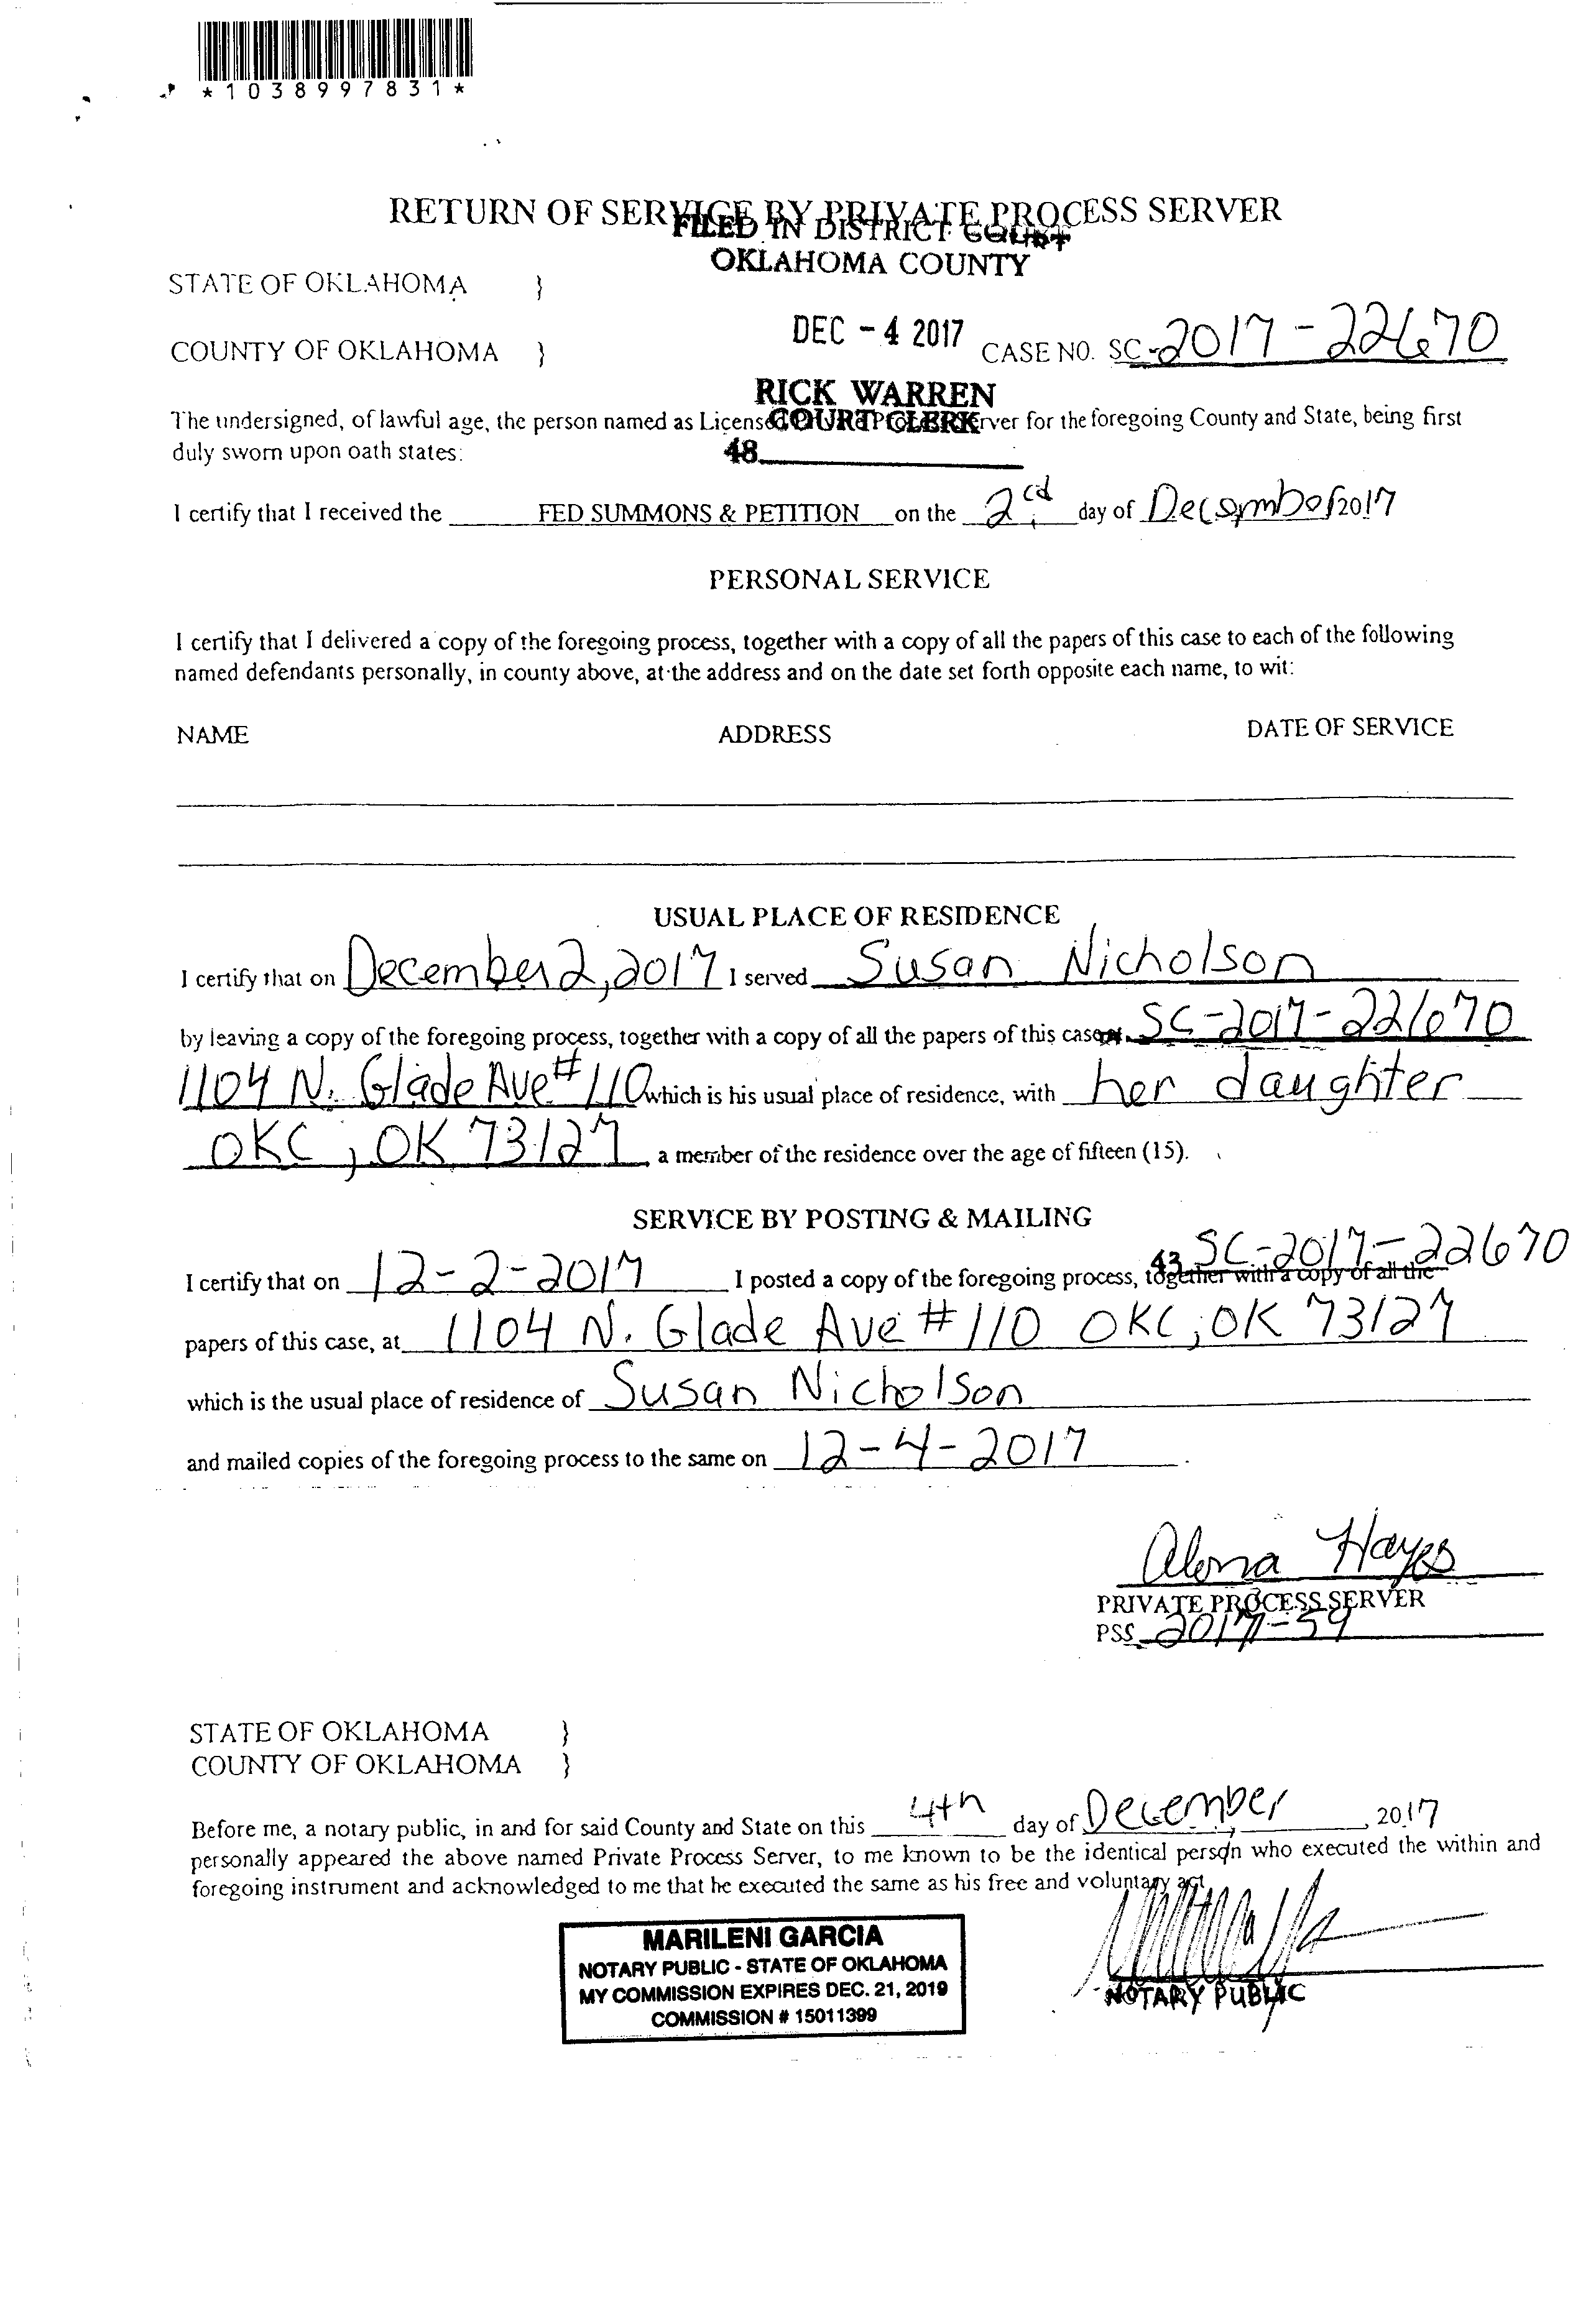 *1038997831*
RETURN OF SERVICE BY PRIVATE PROCESS SERVER
FILED IN DISTRICT COURT
OKLAHOMA COUNTY
STATE OF OKLAHOMA }
DEC - 4 2017
COUNTY OF OKLAHOMA } CASE NO. SC-2017-22670
RICK WARREN
COURT CLERK
The undersigned, of lawful age, the person named as License Server for the foregoing County and State, being first
duly sworn upon oath states:
48
I certify that I received the FED SUMMONS & PETITION on the 2cd day of December 2017
PERSONAL SERVICE
I certify that I delivered a copy of the foregoing process, together with a copy of all the papers of this case to each of the following
named defendants personally, in county above, at the address and on the date set forth opposite each name, to wit:
NAME ADDRESS DATE OF SERVICE
USUAL PLACE OF RESIDENCE
I certify that on December 2, 2017 I served Susan Nicholson
by leaving a copy of the foregoing process, together with a copy of all the papers of this case SC-2017-22670
1104 N. Glade Ave #110 which is his usual place of residence, with her daughter
OKC, OK 73127 a member of the residence over the age of fifteen (15).
SERVICE BY POSTING & MAILING
43 SC-2017-22670
I certify that on 12-2-2017 I posted a copy of the foregoing process, together with a copy of all the
papers of this case, at 1104 N. Glade Ave #110 OKC, OK 73127
which is the usual place of residence of Susan Nicholson
and mailed copies of the foregoing process to the same on 12-4-2017.
Alona Hayes
PRIVATE PROCESS SERVER
PSS 2017-59
STATE OF OKLAHOMA }
COUNTY OF OKLAHOMA }
Before me, a notary public, in and for said County and State on this 4th day of December, 2017
personally appeared the above named Private Process Server, to me known to be the identical person who executed the within and
foregoing instrument and acknowledged to me that he executed the same as his free and voluntary act.
MARILENI GARCIA
NOTARY PUBLIC - STATE OF OKLAHOMA
MY COMMISSION EXPIRES DEC. 21, 2019
COMMISSION # 15011399
NOTARY PUBLIC